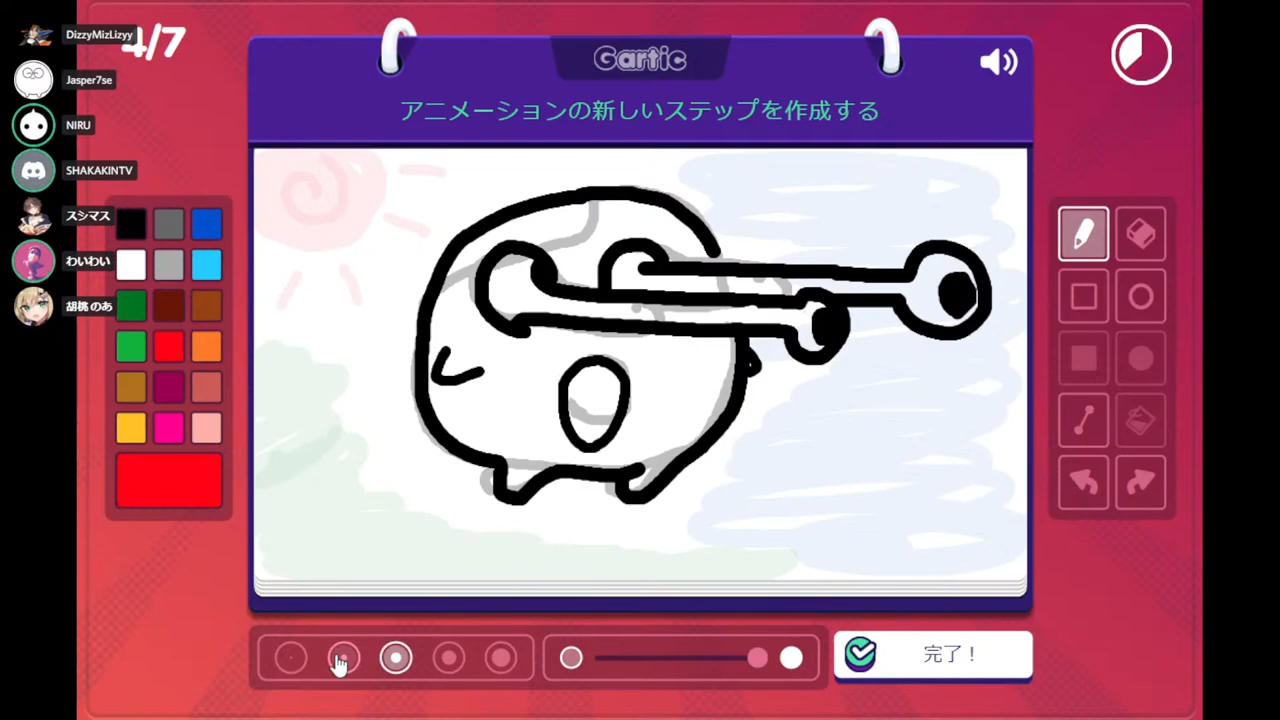 DizzyMizLizyy
4/7
Gartic
アニメーションの新しいステップを作成する
Jasper7se
NIRU
SHAKAKINTV
スシマス
わいわい
胡桃 のあ
完了！